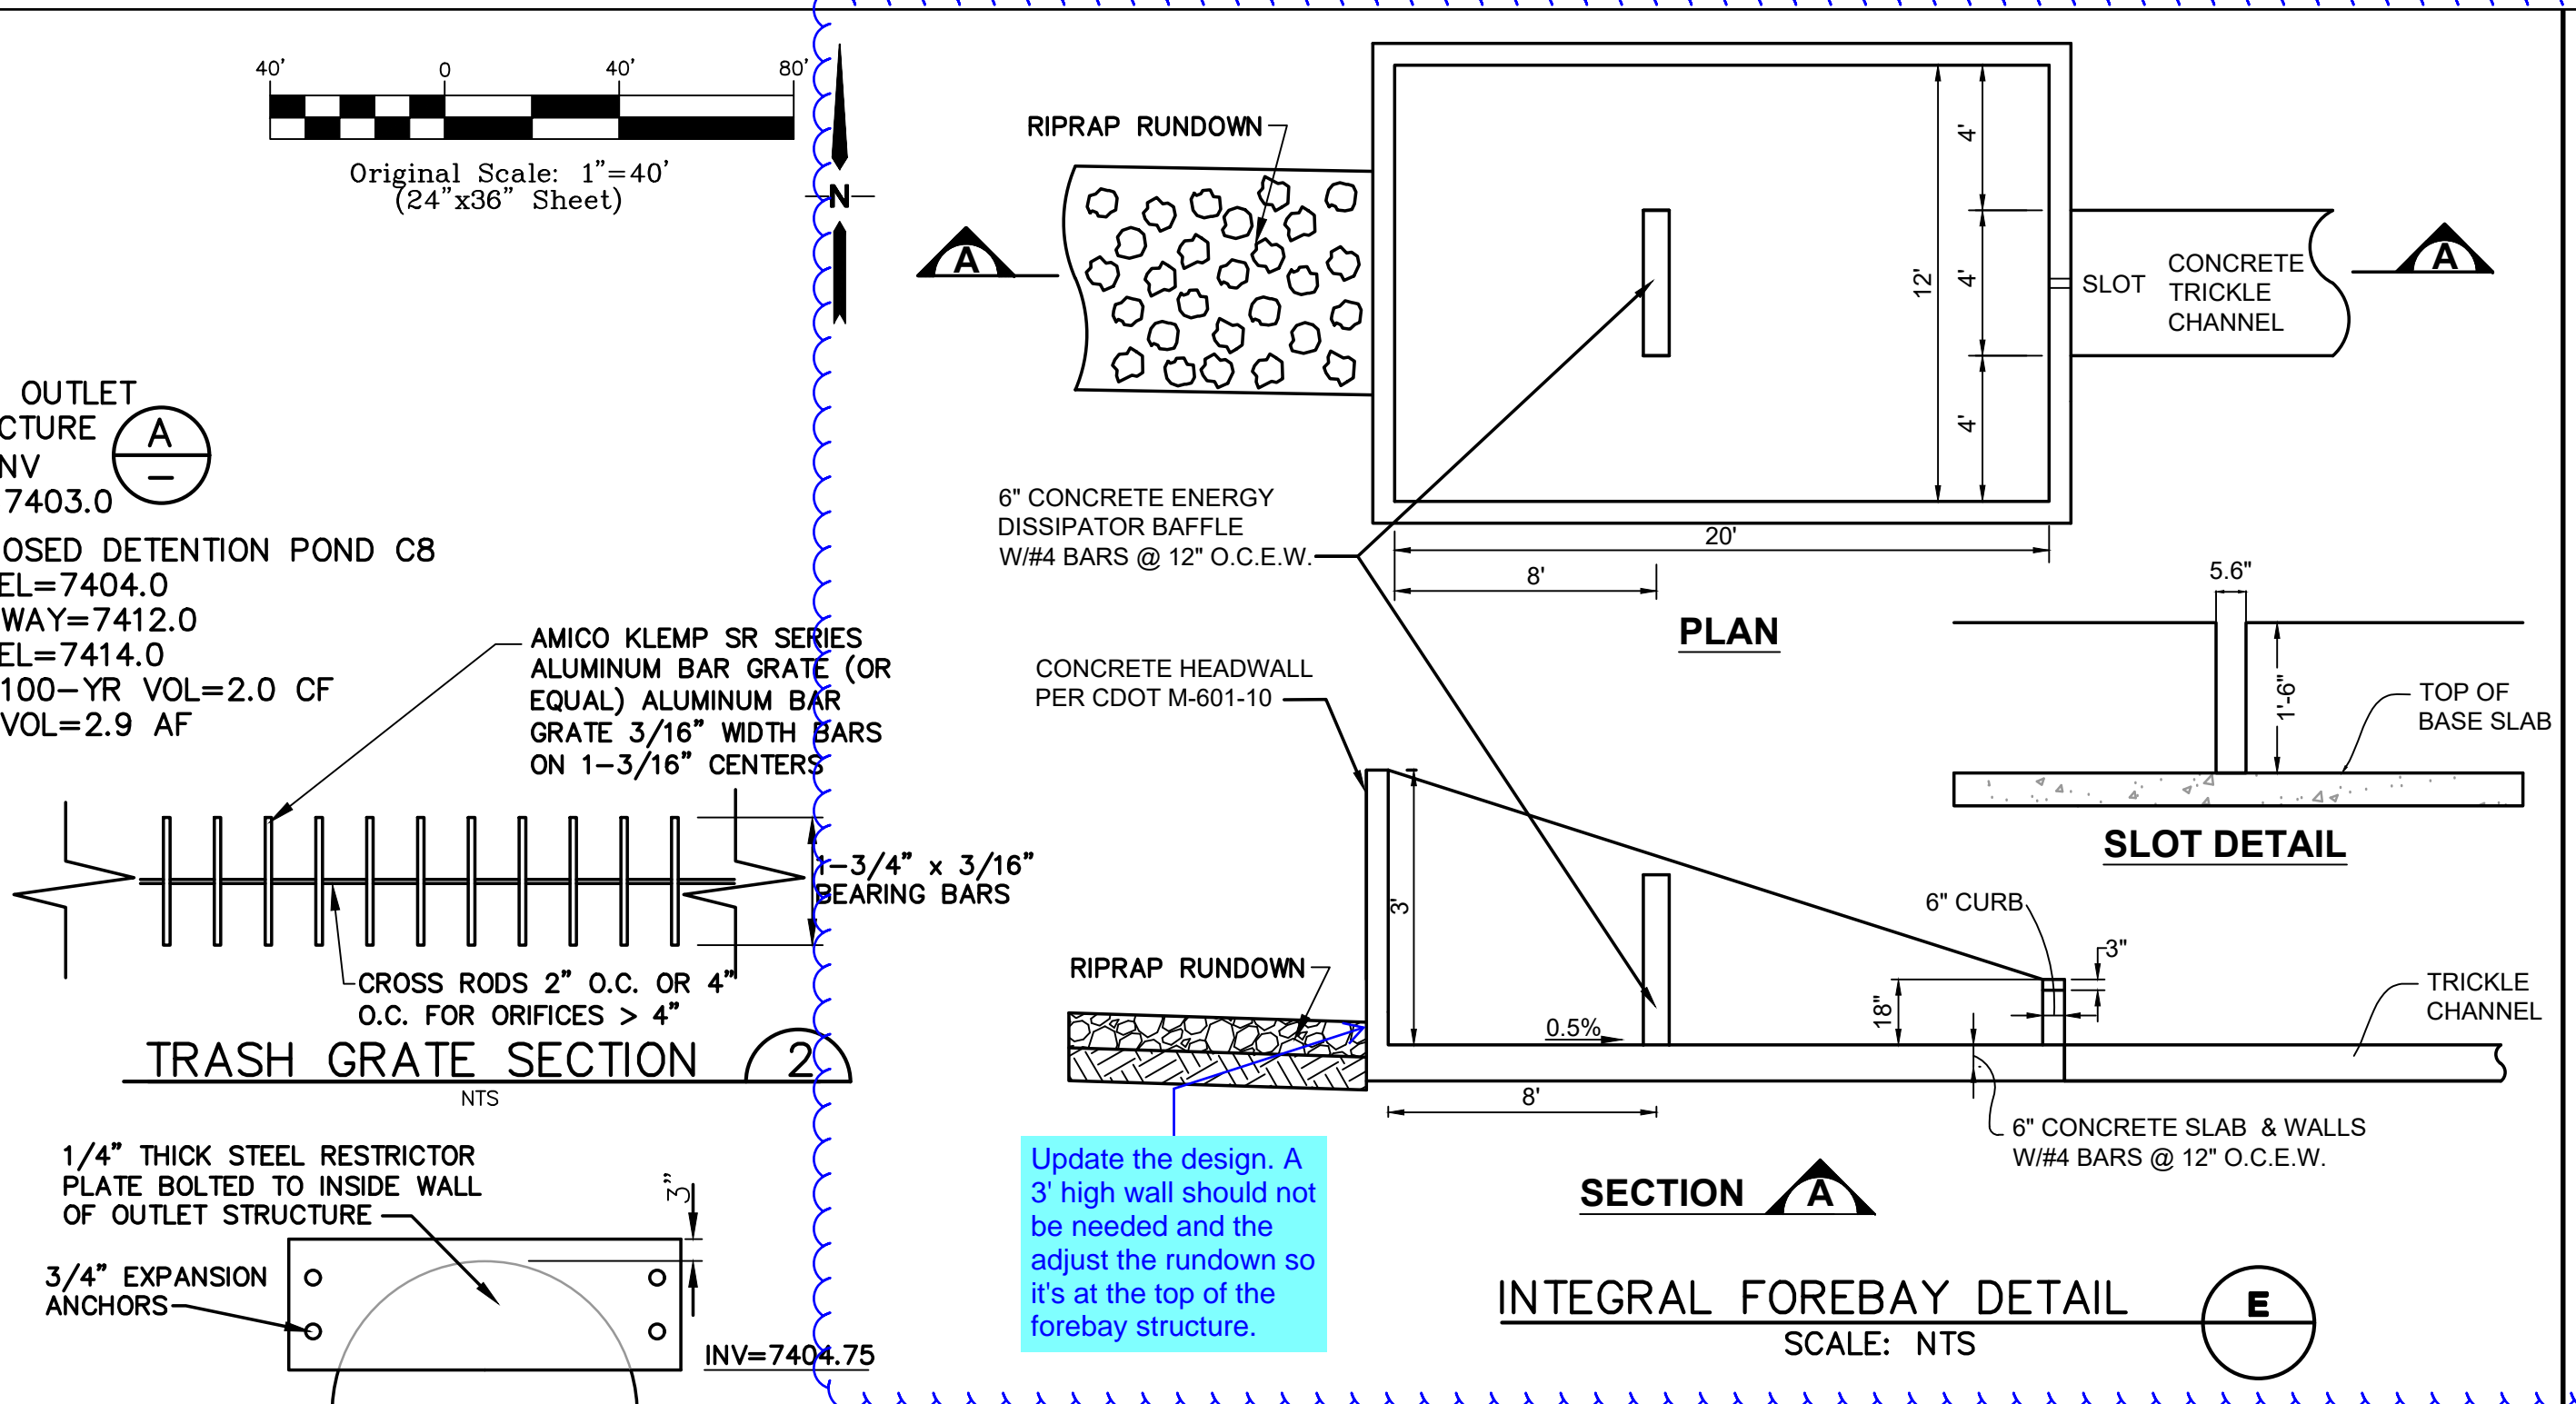 40' 0 40' 80'
Original Scale: 1"=40'
(24"x36" Sheet)
N
OUTLET
CTURE
NV
7403.0
A
–
OSED DETENTION POND C8
EL=7404.0
WAY=7412.0
EL=7414.0
100-YR VOL=2.0 CF
VOL=2.9 AF
AMICO KLEMP SR SERIES
ALUMINUM BAR GRATE (OR
EQUAL) ALUMINUM BAR
GRATE 3/16" WIDTH BARS
ON 1-3/16" CENTERS
1-3/4" x 3/16"
BEARING BARS
CROSS RODS 2" O.C. OR 4"
O.C. FOR ORIFICES > 4"
TRASH GRATE SECTION 2
NTS
1/4" THICK STEEL RESTRICTOR
PLATE BOLTED TO INSIDE WALL
OF OUTLET STRUCTURE
3/4" EXPANSION
ANCHORS
3"
INV=7404.75
RIPRAP RUNDOWN
A
12'
4'
4'
4'
SLOT
CONCRETE
TRICKLE
CHANNEL
A
6" CONCRETE ENERGY
DISSIPATOR BAFFLE
W/#4 BARS @ 12" O.C.E.W.
20'
8'
PLAN
5.6"
1'-6"
TOP OF
BASE SLAB
SLOT DETAIL
CONCRETE HEADWALL
PER CDOT M-601-10
3'
RIPRAP RUNDOWN
0.5%
8'
6" CURB
3"
18"
TRICKLE
CHANNEL
6" CONCRETE SLAB & WALLS
W/#4 BARS @ 12" O.C.E.W.
SECTION A
Update the design. A
3' high wall should not
be needed and the
adjust the rundown so
it's at the top of the
forebay structure.
INTEGRAL FOREBAY DETAIL
SCALE: NTS
E